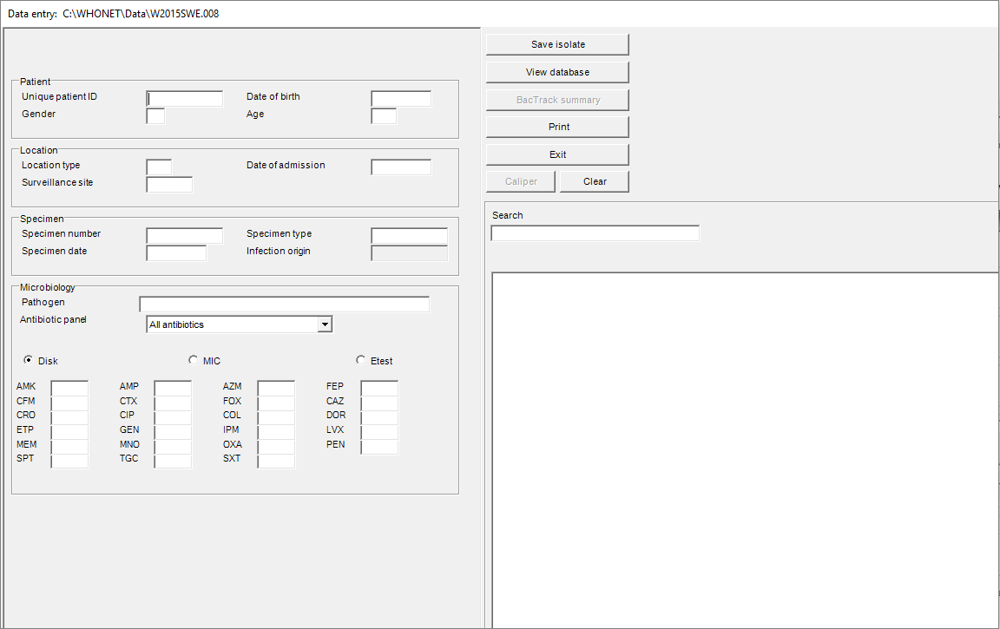 Data entry: C:\WHONET\Data\W2015SWE.008
Patient
Unique patient ID
Date of birth
Gender
Age
Location
Location type
Date of admission
Surveillance site
Specimen
Specimen number
Specimen type
Specimen date
Infection origin
Microbiology
Pathogen
Antibiotic panel
All antibiotics
Disk
MIC
Etest
AMK AMP AZM FEP
CFM CTX FOX CAZ
CRO CIP COL DOR
ETP GEN IPM LVX
MEM MNO OXA PEN
SPT TGC SXT
Save isolate
View database
BacTrack summary
Print
Exit
Caliper
Clear
Search